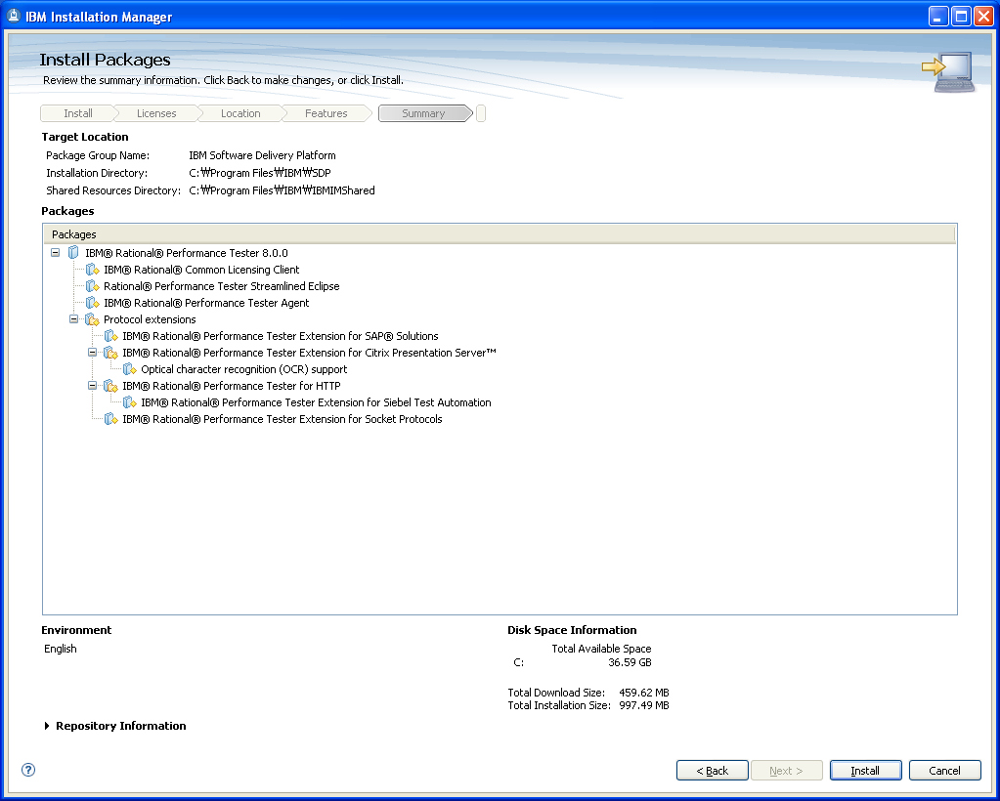 IBM Installation Manager
Install Packages
Review the summary information. Click Back to make changes, or click Install.
Install Licenses Location Features Summary
Target Location
Package Group Name: IBM Software Delivery Platform
Installation Directory: C:₩Program Files₩IBM₩SDP
Shared Resources Directory: C:₩Program Files₩IBM₩IBMIMShared
Packages
Packages
IBM® Rational® Performance Tester 8.0.0
IBM® Rational® Common Licensing Client
Rational® Performance Tester Streamlined Eclipse
IBM® Rational® Performance Tester Agent
Protocol extensions
IBM® Rational® Performance Tester Extension for SAP® Solutions
IBM® Rational® Performance Tester Extension for Citrix Presentation Server™
Optical character recognition (OCR) support
IBM® Rational® Performance Tester for HTTP
IBM® Rational® Performance Tester Extension for Siebel Test Automation
IBM® Rational® Performance Tester Extension for Socket Protocols
Environment
English
Disk Space Information
Total Available Space
C: 36.59 GB
Total Download Size: 459.62 MB
Total Installation Size: 997.49 MB
Repository Information
? < Back Next > Install Cancel